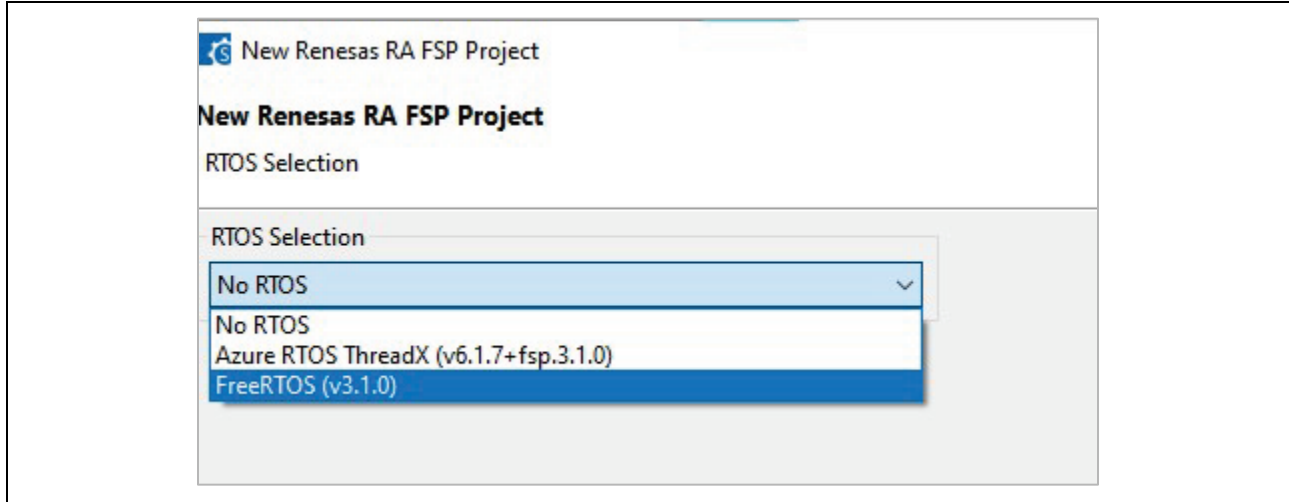 New Renesas RA FSP Project
New Renesas RA FSP Project
RTOS Selection
RTOS Selection
No RTOS
No RTOS
Azure RTOS ThreadX (v6.1.7+fsp.3.1.0)
FreeRTOS (v3.1.0)